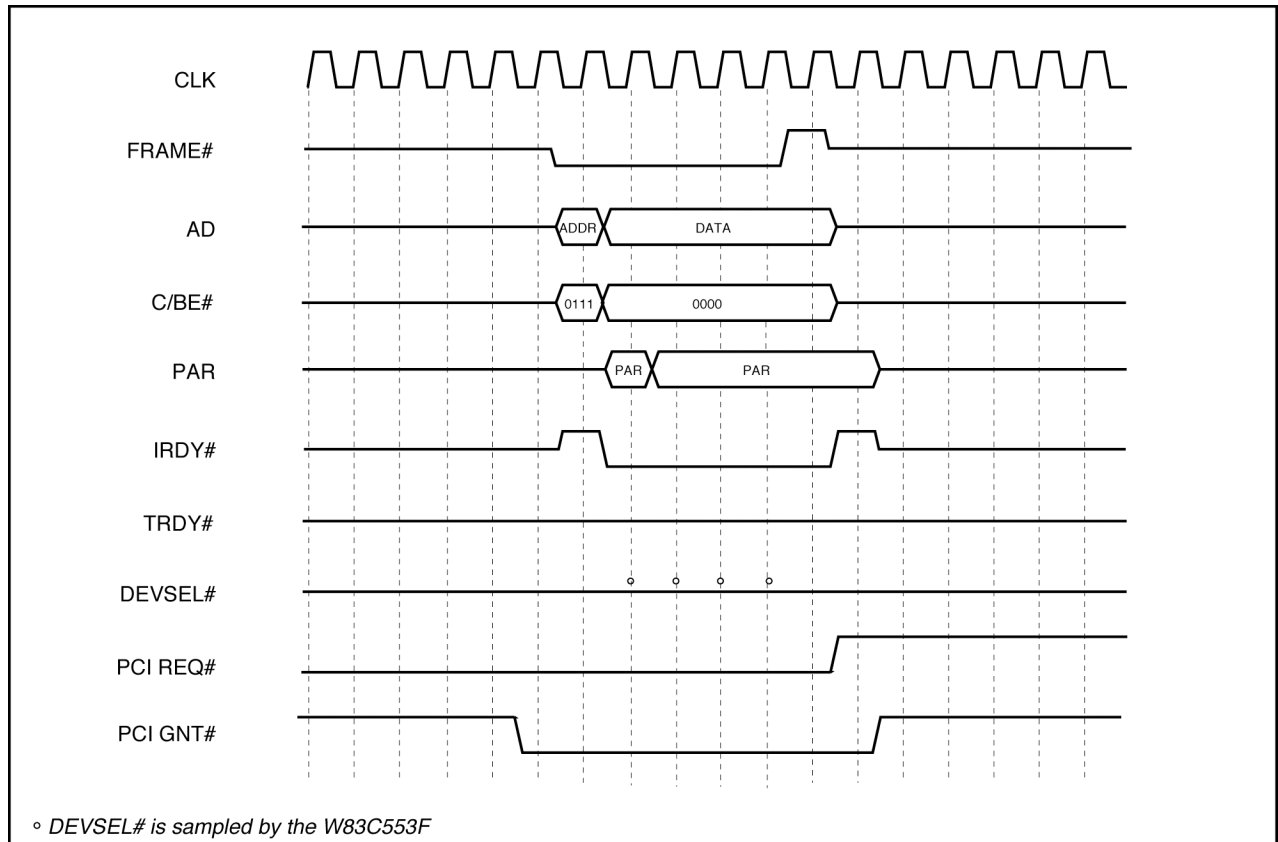 CLK
FRAME#
AD
ADDR DATA
C/BE#
0111 0000
PAR
PAR PAR
IRDY#
TRDY#
DEVSEL#
PCI REQ#
PCI GNT#
° DEVSEL# is sampled by the W83C553F